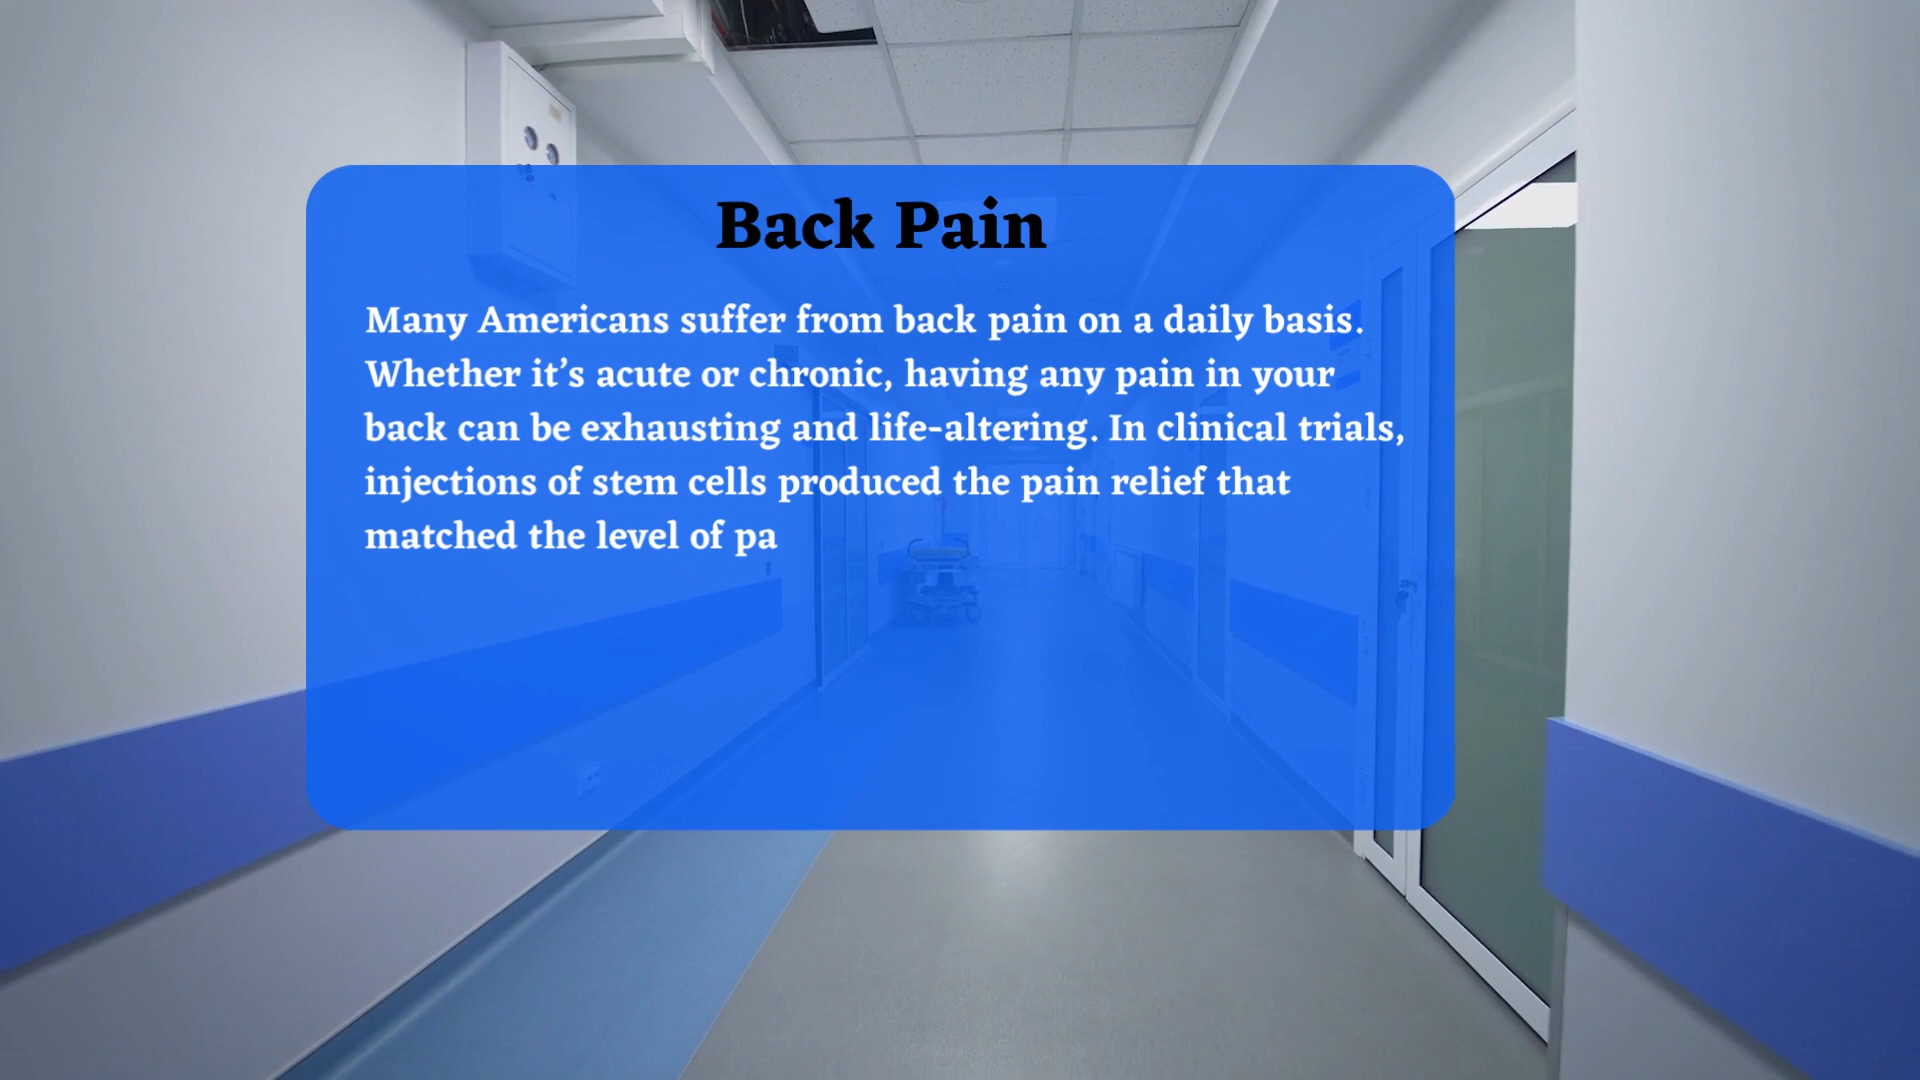 Back Pain
Many Americans suffer from back pain on a daily basis.
Whether it’s acute or chronic, having any pain in your
back can be exhausting and life-altering. In clinical trials,
injections of stem cells produced the pain relief that
matched the level of pa